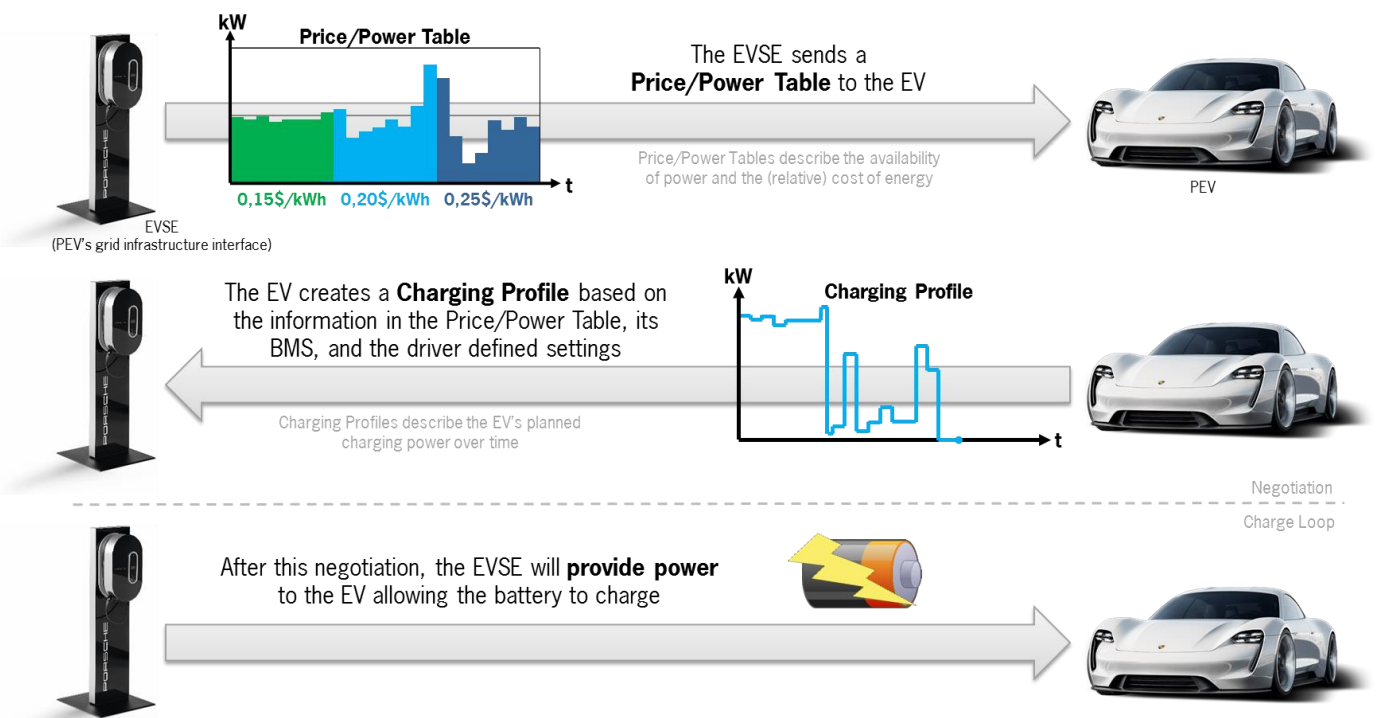 kW
Price/Power Table
t
0,15$/kWh 0,20$/kWh 0,25$/kWh
The EVSE sends a
Price/Power Table to the EV
Price/Power Tables describe the availability
of power and the (relative) cost of energy
PORSCHE
EVSE
(PEV's grid infrastructure interface)
PEV
The EV creates a Charging Profile based on
the information in the Price/Power Table, its
BMS, and the driver defined settings
Charging Profiles describe the EV's planned
charging power over time
kW
Charging Profile
t
PORSCHE
Negotiation
Charge Loop
After this negotiation, the EVSE will provide power
to the EV allowing the battery to charge
PORSCHE